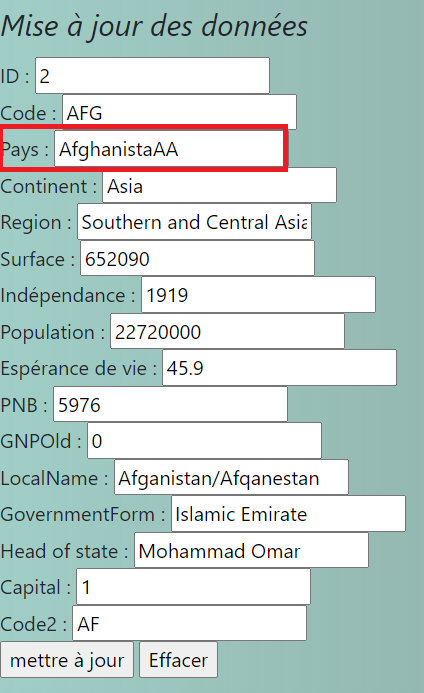 Mise à jour des données
ID : 2
Code : AFG
Pays : AfghanistaAA
Continent : Asia
Region : Southern and Central Asia
Surface : 652090
Indépendance : 1919
Population : 22720000
Espérance de vie : 45.9
PNB : 5976
GNPOld : 0
LocalName : Afganistan/Afqanestan
GovernmentForm : Islamic Emirate
Head of state : Mohammad Omar
Capital : 1
Code2 : AF
mettre à jour Effacer